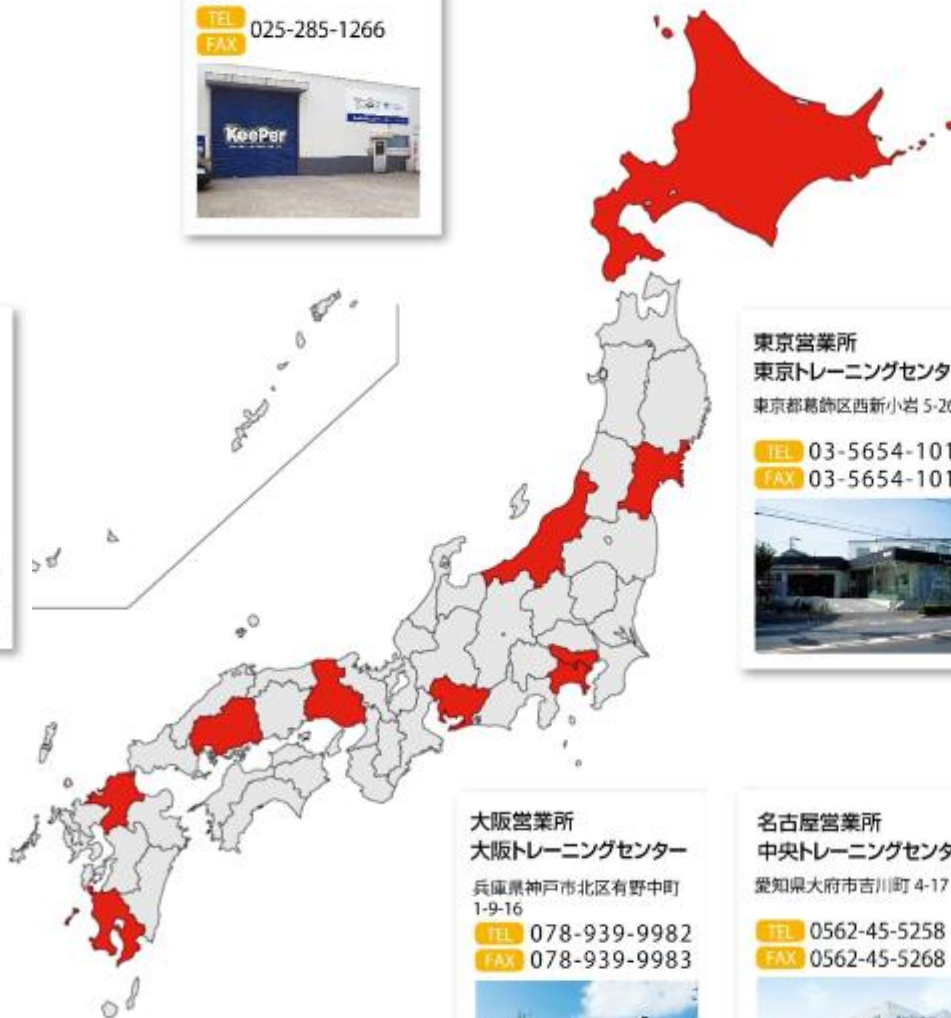 TEL
FAX
025-285-1266
KeePer
東京営業所
東京トレーニングセンタ
東京都葛飾区西新小岩 5-26
TEL 03-5654-101
FAX 03-5654-101
大阪営業所
大阪トレーニングセンター
兵庫県神戸市北区有野中町
1-9-16
TEL 078-939-9982
FAX 078-939-9983
名古屋営業所
中央トレーニングセンタ
愛知県大府市吉川町 4-17
TEL 0562-45-5258
FAX 0562-45-5268